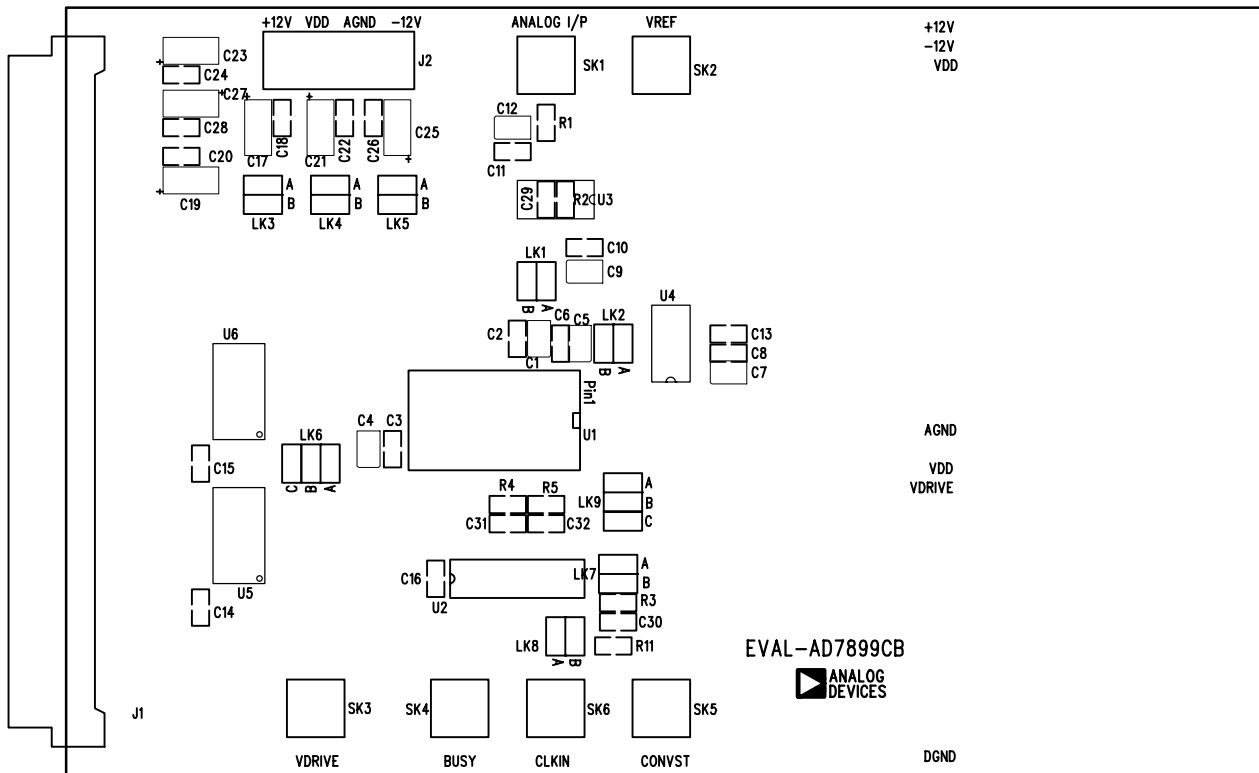 +12V VDD AGND -12V
ANALOG I/P
VREF
+12V
-12V
VDD
C23
C24
J2
SK1
SK2
C27
C28
C18
C22
C26
C25
C17
C21
C12
R1
C11
C20
C19
A
B
LK3
A
B
LK4
A
B
LK5
C29
R2
U3
LK1
C10
C9
B
A
U4
C2
C1
C6
C5
LK2
B
A
C13
C8
C7
U6
Pin1
U1
C4
C3
LK6
C
B
A
C15
AGND
VDD
VDRIVE
R4
R5
C31
C32
LK9
A
B
C
U5
C14
C16
U2
LK7
A
B
R3
C30
LK8
A
B
R11
EVAL-AD7899CB
ANALOG
DEVICES
J1
SK3
SK4
SK6
SK5
VDRIVE
BUSY
CLKIN
CONVST
DGND